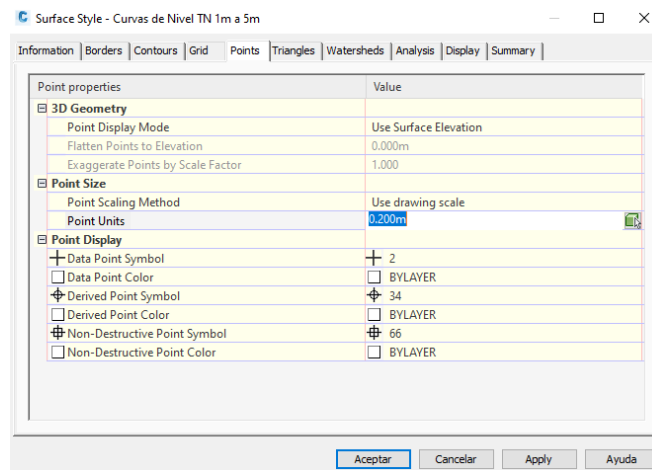 Surface Style - Curvas de Nivel TN 1m a 5m
Information Borders Contours Grid Points Triangles Watersheds Analysis Display Summary
Point properties Value
3D Geometry
Point Display Mode Use Surface Elevation
Flatten Points to Elevation 0.000m
Exaggerate Points by Scale Factor 1.000
Point Size
Point Scaling Method Use drawing scale
Point Units 0.200m
Point Display
Data Point Symbol 2
Data Point Color BYLAYER
Derived Point Symbol 34
Derived Point Color BYLAYER
Non-Destructive Point Symbol 66
Non-Destructive Point Color BYLAYER
Aceptar Cancelar Apply Ayuda